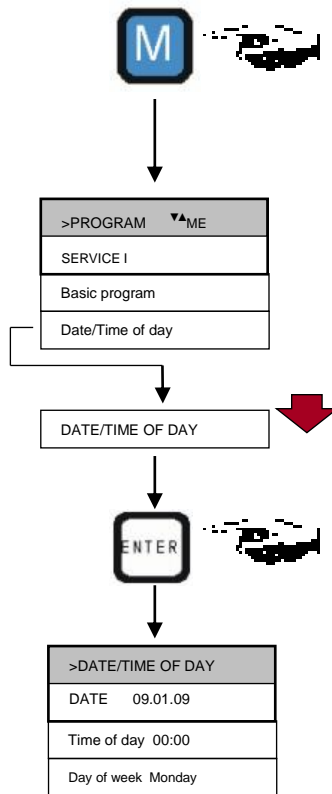 M
>PROGRAM ▼▲ME
SERVICE I
Basic program
Date/Time of day
DATE/TIME OF DAY
ENTER
>DATE/TIME OF DAY
DATE 09.01.09
Time of day 00:00
Day of week Monday